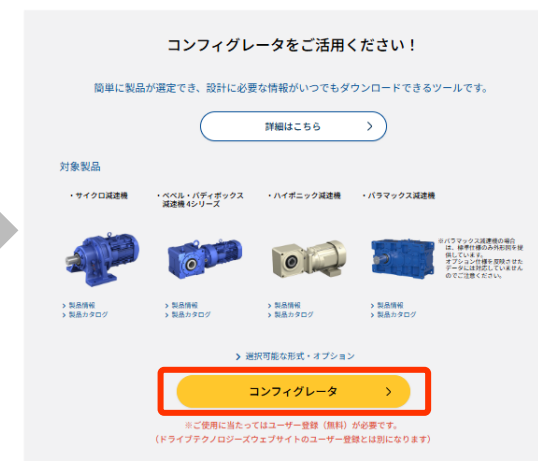 コンフィグレータをご活用ください！
簡単に製品が選定でき、設計に必要な情報がいつでもダウンロードできるツールです。
詳細はこちら
対象製品
・サイクロ減速機
・ベベル・バディボックス
減速機 4シリーズ
・ハイポニック減速機
・パラマックス減速機
※パラマックス減速機の場合
は、標準仕様のみ外形図を提
供しています。
オプション仕様を反映させた
データには対応していません
のでご注意ください。
> 製品情報
> 製品カタログ
> 製品情報
> 製品カタログ
> 製品情報
> 製品カタログ
> 製品情報
> 製品カタログ
> 選択可能な形式・オプション
コンフィグレータ
※ご使用に当たってはユーザー登録（無料）が必要です。
（ドライブテクノロジーズウェブサイトのユーザー登録とは別になります）